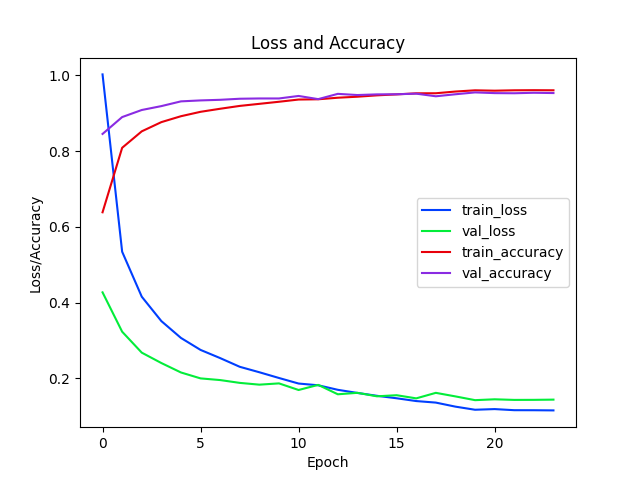 Loss and Accuracy
Loss/Accuracy
1.0
0.8
0.6
0.4
0.2
train_loss
val_loss
train_accuracy
val_accuracy
0 5 10 15 20
Epoch